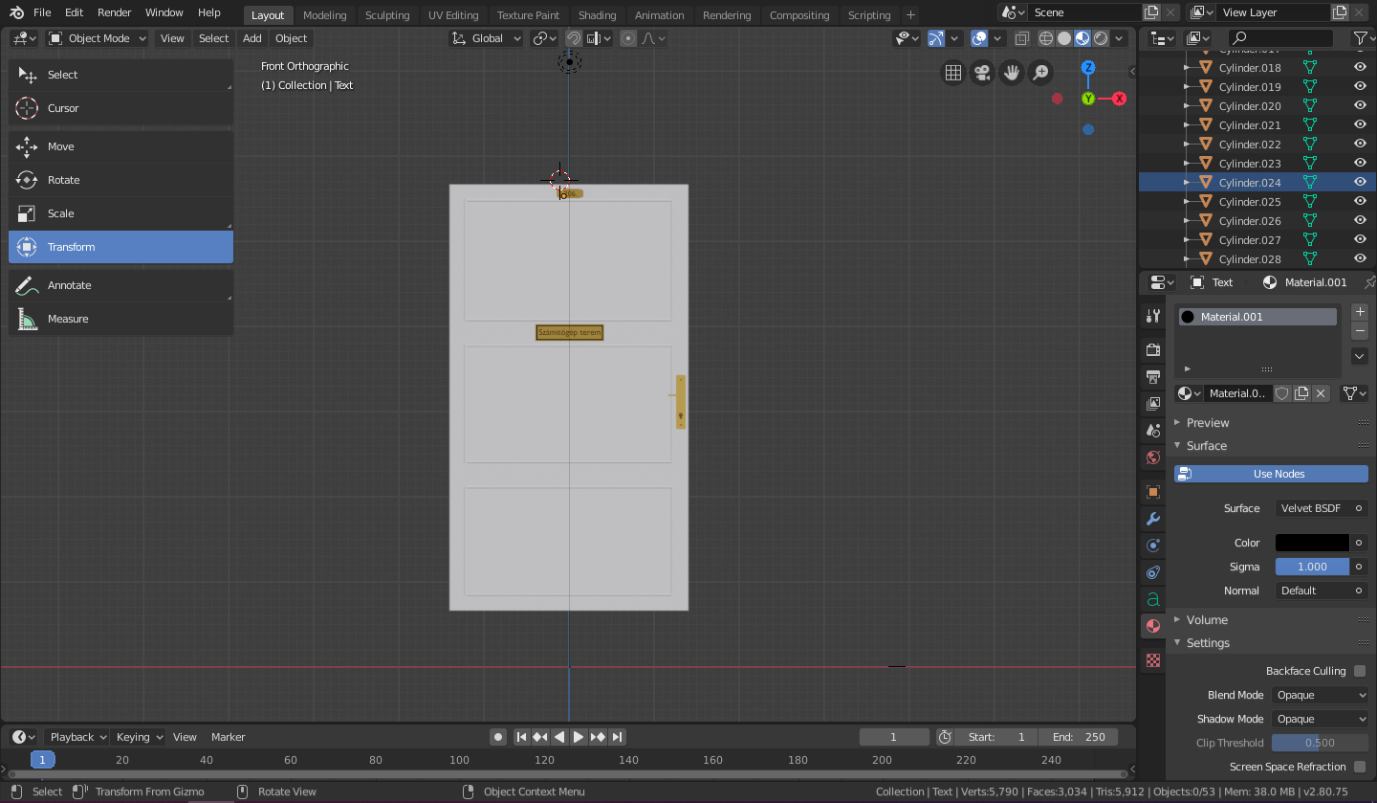 File Edit Render Window Help Layout Modeling Sculpting UV Editing Texture Paint Shading Animation Rendering Compositing Scripting + Scene View Layer
Object Mode View Select Add Object Global
Front Orthographic
(1) Collection | Text
Select
Cursor
Move
Rotate
Scale
Transform
Annotate
Measure
Z
Y
X
Számítógép terem
Cylinder.018
Cylinder.019
Cylinder.020
Cylinder.021
Cylinder.022
Cylinder.023
Cylinder.024
Cylinder.025
Cylinder.026
Cylinder.027
Cylinder.028
Text Material.001
Material.001
Material.0..
Preview
Surface
Use Nodes
Surface Velvet BSDF
Color
Sigma 1.000
Normal Default
Volume
Settings
Backface Culling
Blend Mode Opaque
Shadow Mode Opaque
Clip Threshold 0.500
Screen Space Refraction
Playback Keying View Marker 1 Start: 1 End: 250
1 20 40 60 80 100 120 140 160 180 200 220 240
Select Transform From Gizmo Rotate View Object Context Menu Collection | Text | Verts:5,790 | Faces:3,034 | Tris:5,912 | Objects:0/53 | Mem: 38.0 MB | v2.80.75